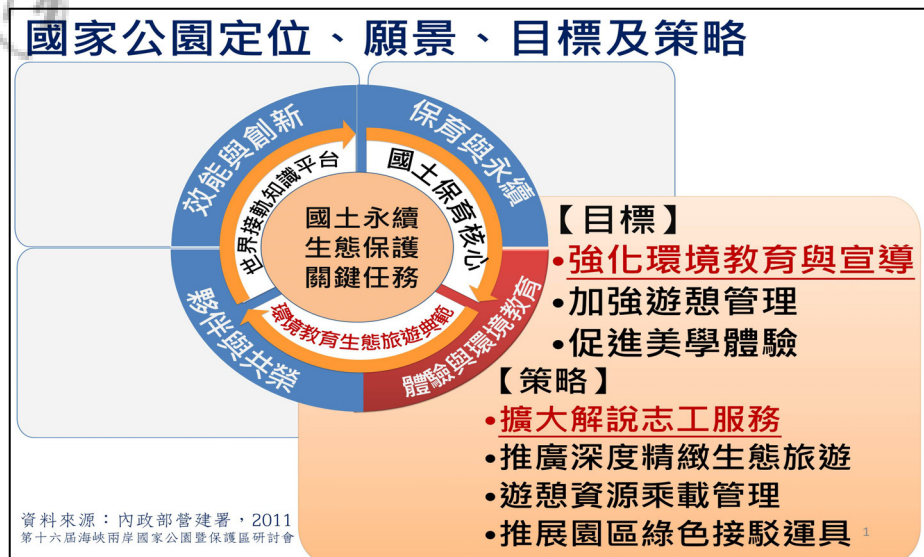 國家公園定位、願景、目標及策略
效能與創新
保育與永續
世界接軌知識平台
國土保育核心
國土永續
生態保護
關鍵任務
環境教育生態旅遊典範
夥伴與共榮
體驗與環境教育
【目標】
•強化環境教育與宣導
•加強遊憩管理
•促進美學體驗
【策略】
•擴大解說志工服務
•推廣深度精緻生態旅遊
•遊憩資源乘載管理
•推展園區綠色接駁運具
資料來源：內政部營建署，2011
第十六屆海峽兩岸國家公園暨保護區研討會
1